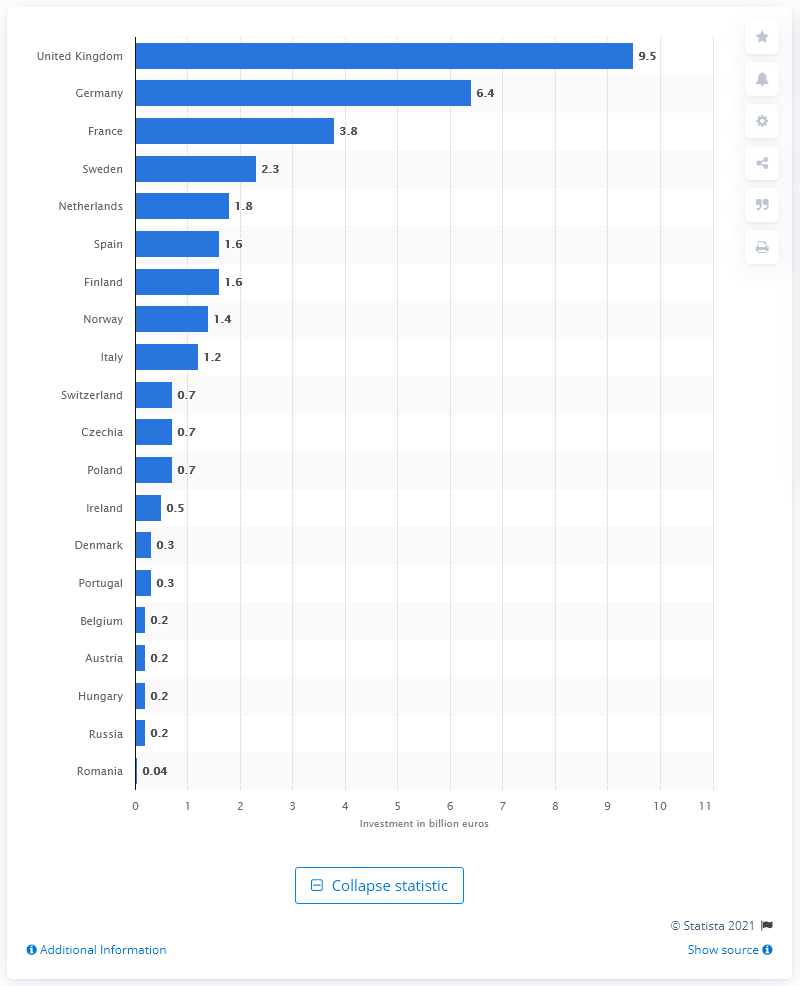 United Kingdom 9.5
Germany 6.4
France 3.8
Sweden 2.3
Netherlands 1.8
Spain 1.6
Finland 1.6
Norway 1.4
Italy 1.2
Switzerland 0.7
Czechia 0.7
Poland 0.7
Ireland 0.5
Denmark 0.3
Portugal 0.3
Belgium 0.2
Austria 0.2
Hungary 0.2
Russia 0.2
Romania 0.04
0 1 2 3 4 5 6 7 8 9 10 11
Investment in billion euros
Collapse statistic
© Statista 2021
Additional Information Show source